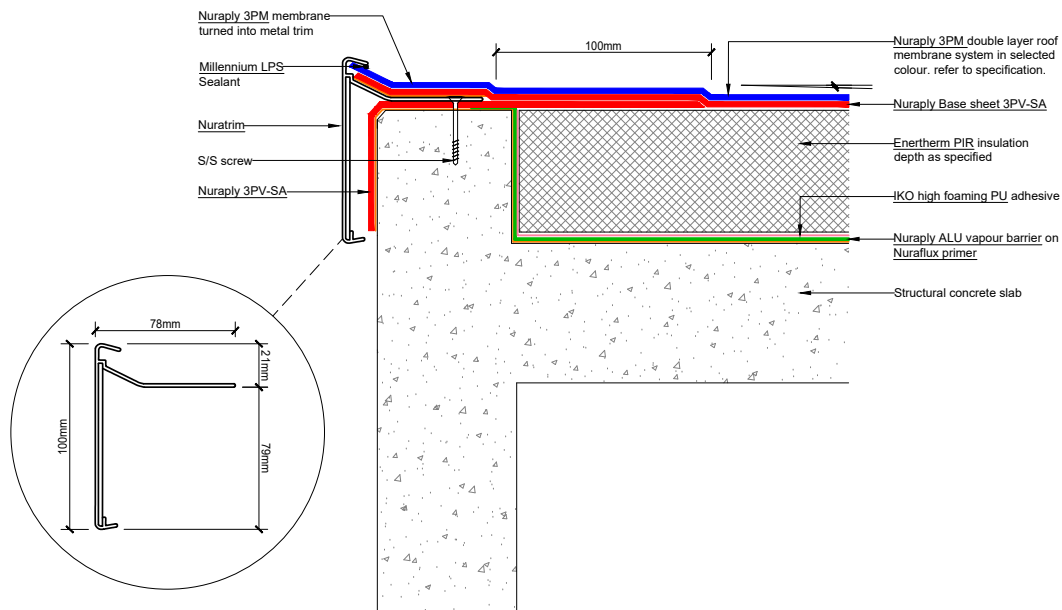 Nuraply 3PM membrane
turned into metal trim
Millennium LPS
Sealant
Nuratrim
S/S screw
Nuraply 3PV-SA
100mm
Nuraply 3PM double layer roof
membrane system in selected
colour. refer to specification.
Nuraply Base sheet 3PV-SA
Enertherm PIR insulation
depth as specified
IKO high foaming PU adhesive
Nuraply ALU vapour barrier on
Nuraflux primer
Structural concrete slab
78mm
21mm
100mm
79mm